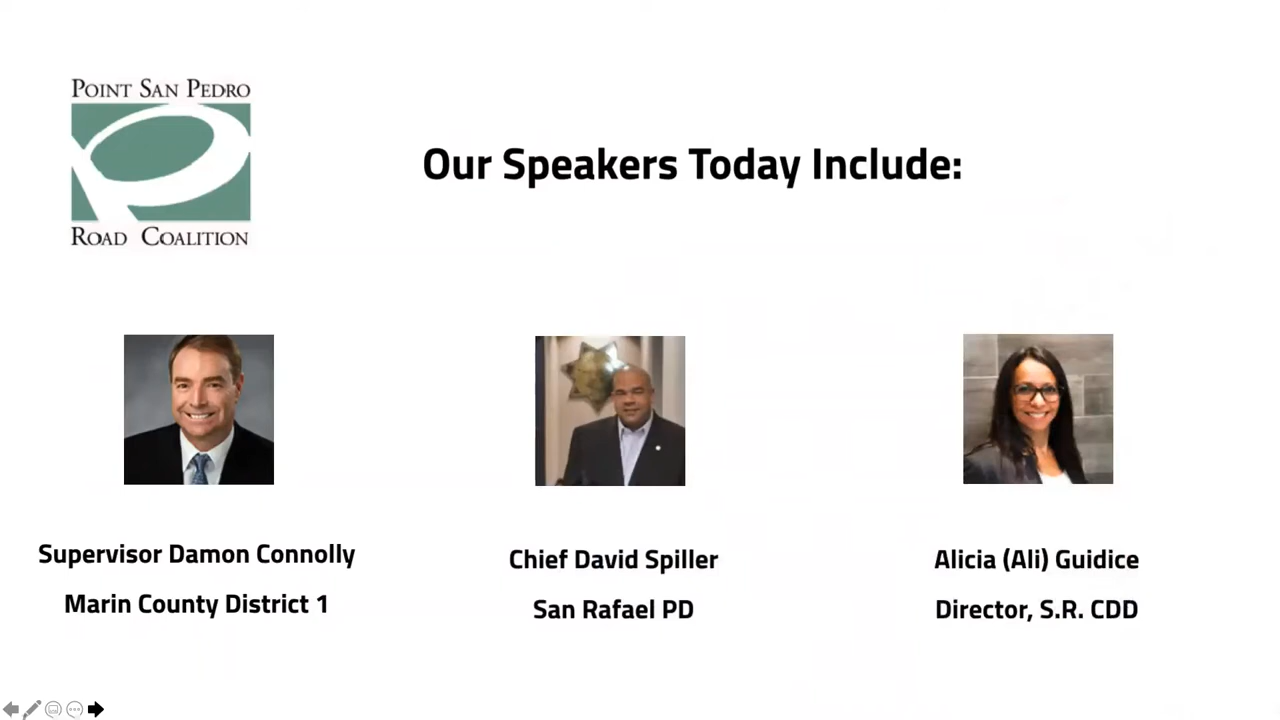 POINT SAN PEDRO
ROAD COALITION
Our Speakers Today Include:
Supervisor Damon Connolly
Marin County District 1
Chief David Spiller
San Rafael PD
Alicia (Ali) Guidice
Director, S.R. CDD